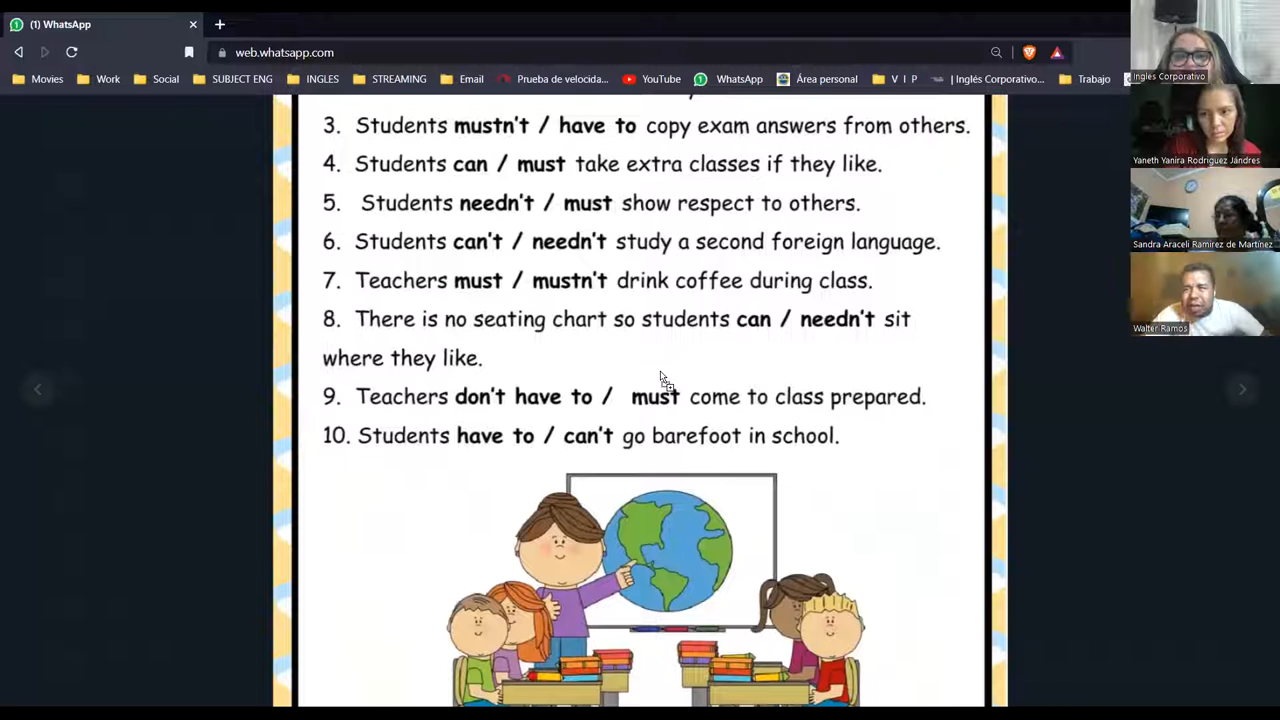 (1) WhatsApp
web.whatsapp.com
Movies Work Social SUBJECT ENG INGLES STREAMING Email Prueba de velocida... YouTube WhatsApp Área personal V I P | Inglés Corporativo... Trabajo
3. Students mustn't / have to copy exam answers from others.
4. Students can / must take extra classes if they like.
5. Students needn't / must show respect to others.
6. Students can't / needn't study a second foreign language.
7. Teachers must / mustn't drink coffee during class.
8. There is no seating chart so students can / needn't sit
where they like.
9. Teachers don't have to / must come to class prepared.
10. Students have to / can't go barefoot in school.
Ingles Corporativo
Yaneth Yanira Rodriguez Jándres
Sandra Araceli Ramirez de Martínez
Walter Ramos